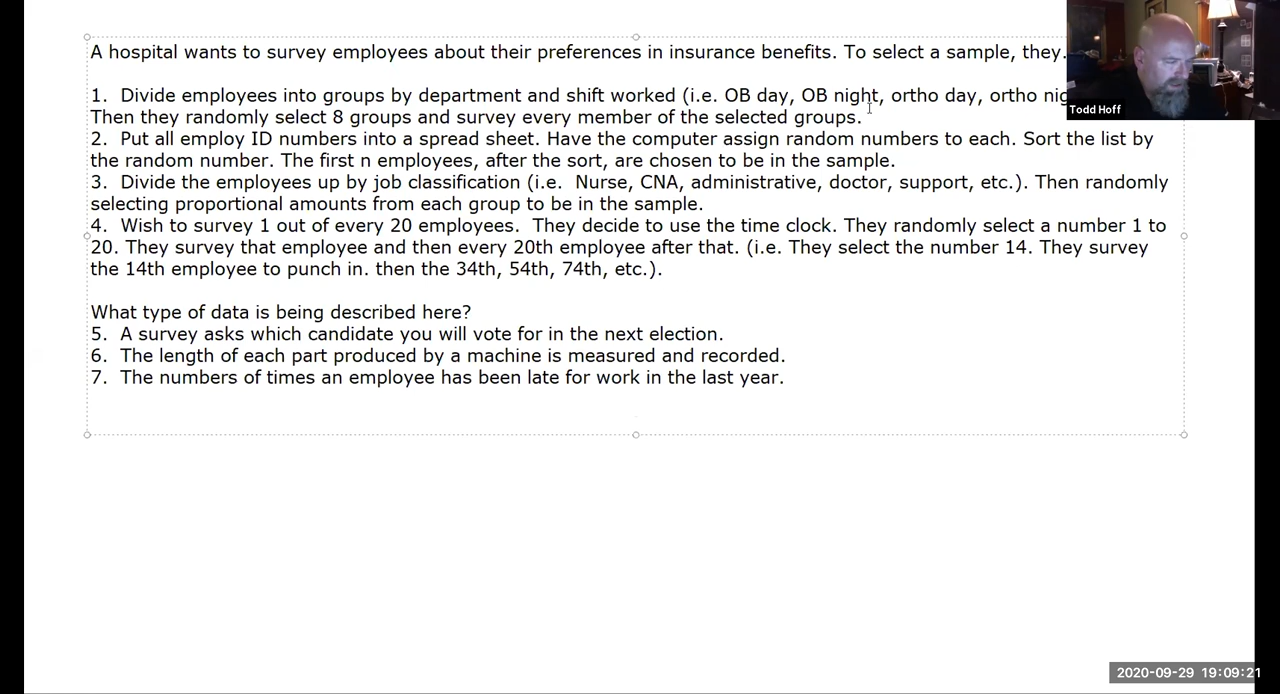 A hospital wants to survey employees about their preferences in insurance benefits. To select a sample, they.
1.  Divide employees into groups by department and shift worked (i.e. OB day, OB night, ortho day, ortho
Then they randomly select 8 groups and survey every member of the selected groups.
Todd Hoff
2.  Put all employ ID numbers into a spread sheet. Have the computer assign random numbers to each. Sort the list by
the random number. The first n employees, after the sort, are chosen to be in the sample.
3.  Divide the employees up by job classification (i.e.  Nurse, CNA, administrative, doctor, support, etc.). Then randomly
selecting proportional amounts from each group to be in the sample.
4.  Wish to survey 1 out of every 20 employees.  They decide to use the time clock. They randomly select a number 1 to
20. They survey that employee and then every 20th employee after that. (i.e. They select the number 14. They survey
the 14th employee to punch in. then the 34th, 54th, 74th, etc.).
What type of data is being described here?
5.  A survey asks which candidate you will vote for in the next election.
6.  The length of each part produced by a machine is measured and recorded.
7.  The numbers of times an employee has been late for work in the last year.
2020-09-29 19:09:21